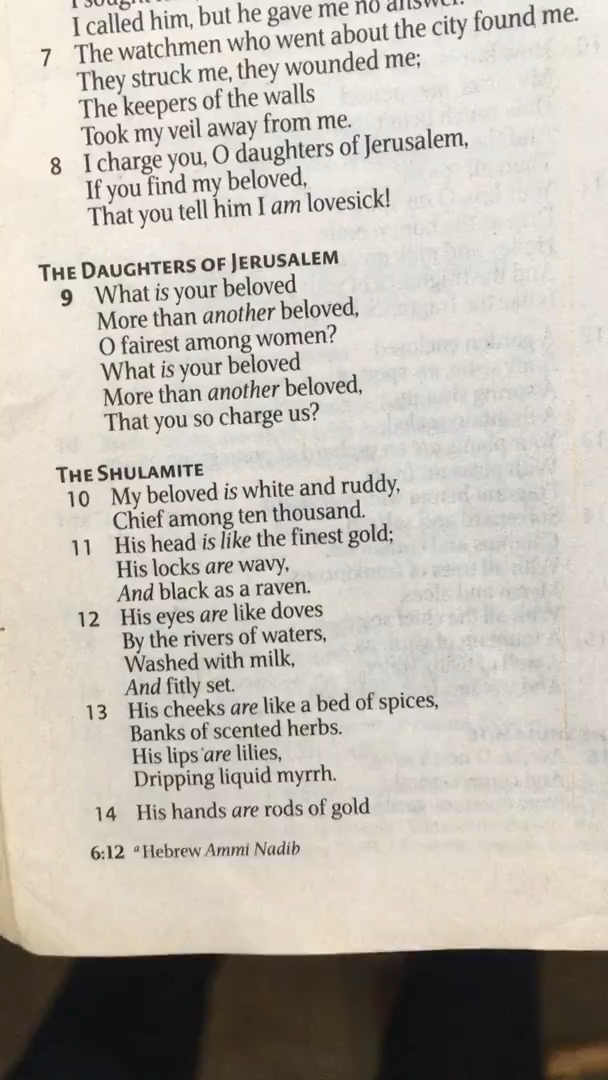 I called him, but he gave me no answer.
7 The watchmen who went about the city found me.
They struck me, they wounded me;
The keepers of the walls
Took my veil away from me.
8 I charge you, O daughters of Jerusalem,
If you find my beloved,
That you tell him I am lovesick!
THE DAUGHTERS OF JERUSALEM
9 What is your beloved
More than another beloved,
O fairest among women?
What is your beloved
More than another beloved,
That you so charge us?
THE SHULAMITE
10 My beloved is white and ruddy,
Chief among ten thousand.
11 His head is like the finest gold;
His locks are wavy,
And black as a raven.
12 His eyes are like doves
By the rivers of waters,
Washed with milk,
And fitly set.
13 His cheeks are like a bed of spices,
Banks of scented herbs.
His lips are lilies,
Dripping liquid myrrh.
14 His hands are rods of gold
6:12 a Hebrew Ammi Nadib